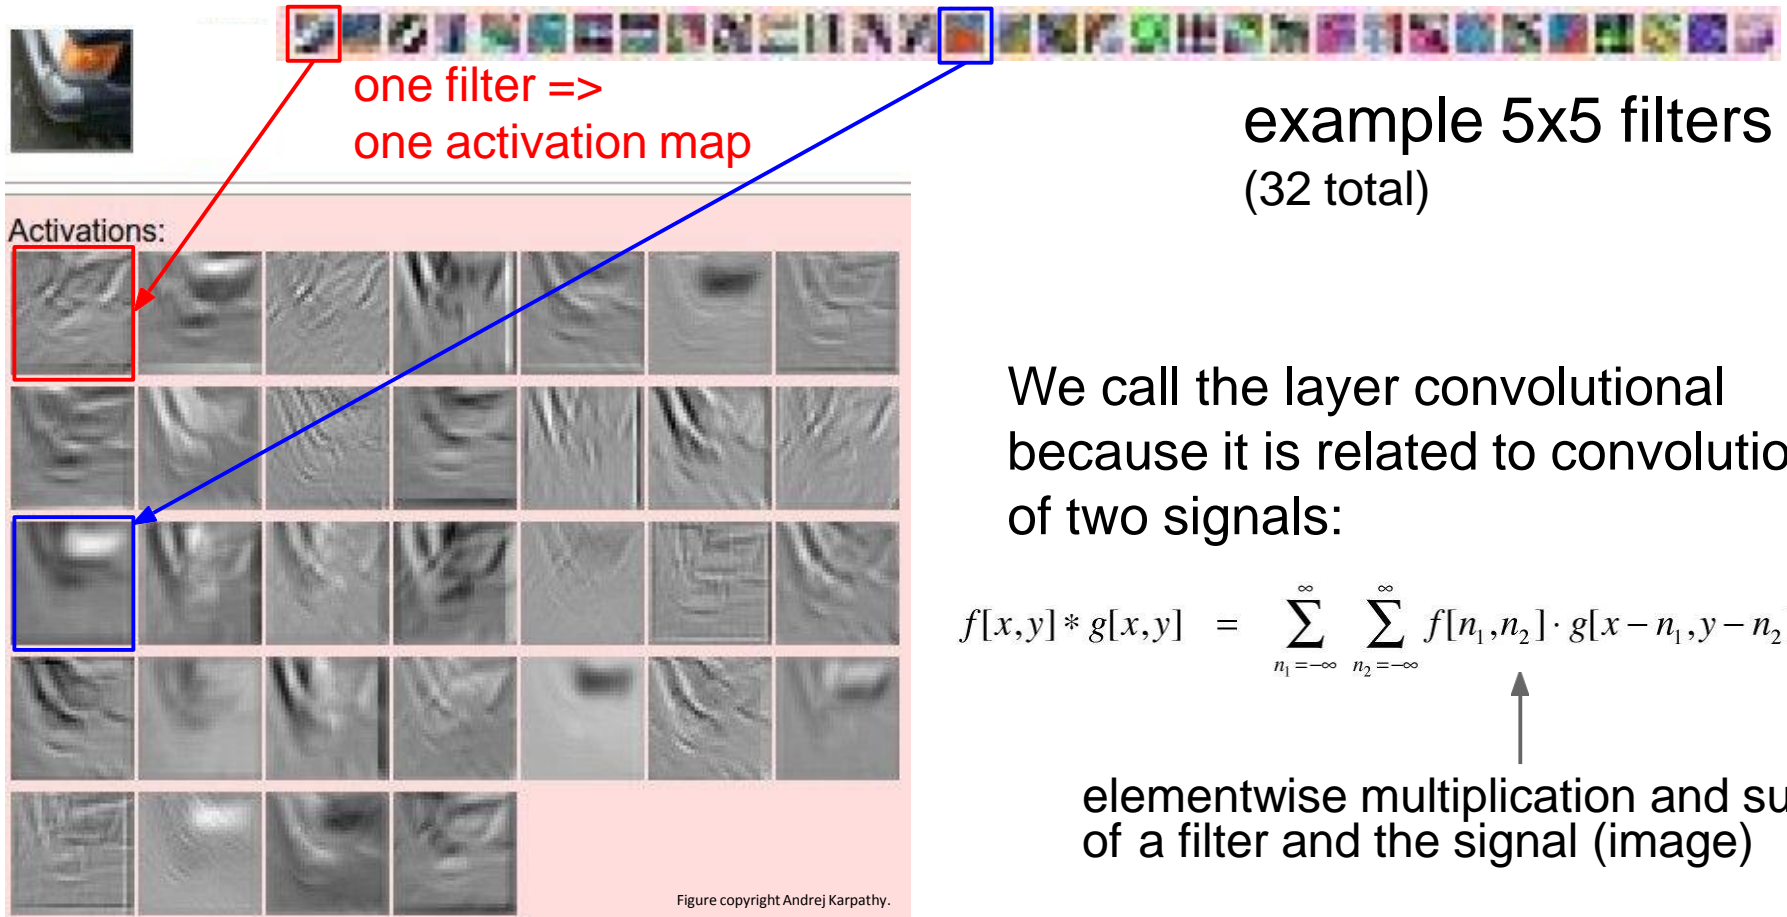 one filter =>
one activation map
example 5x5 filters
(32 total)
Activations:
We call the layer convolutional
because it is related to convolutio
of two signals:
f[x,y] * g[x,y] = ∑_{n₁=-∞}^{∞} ∑_{n₂=-∞}^{∞} f[n₁,n₂] · g[x − n₁, y − n₂
elementwise multiplication and su
of a filter and the signal (image)
Figure copyright Andrej Karpathy.